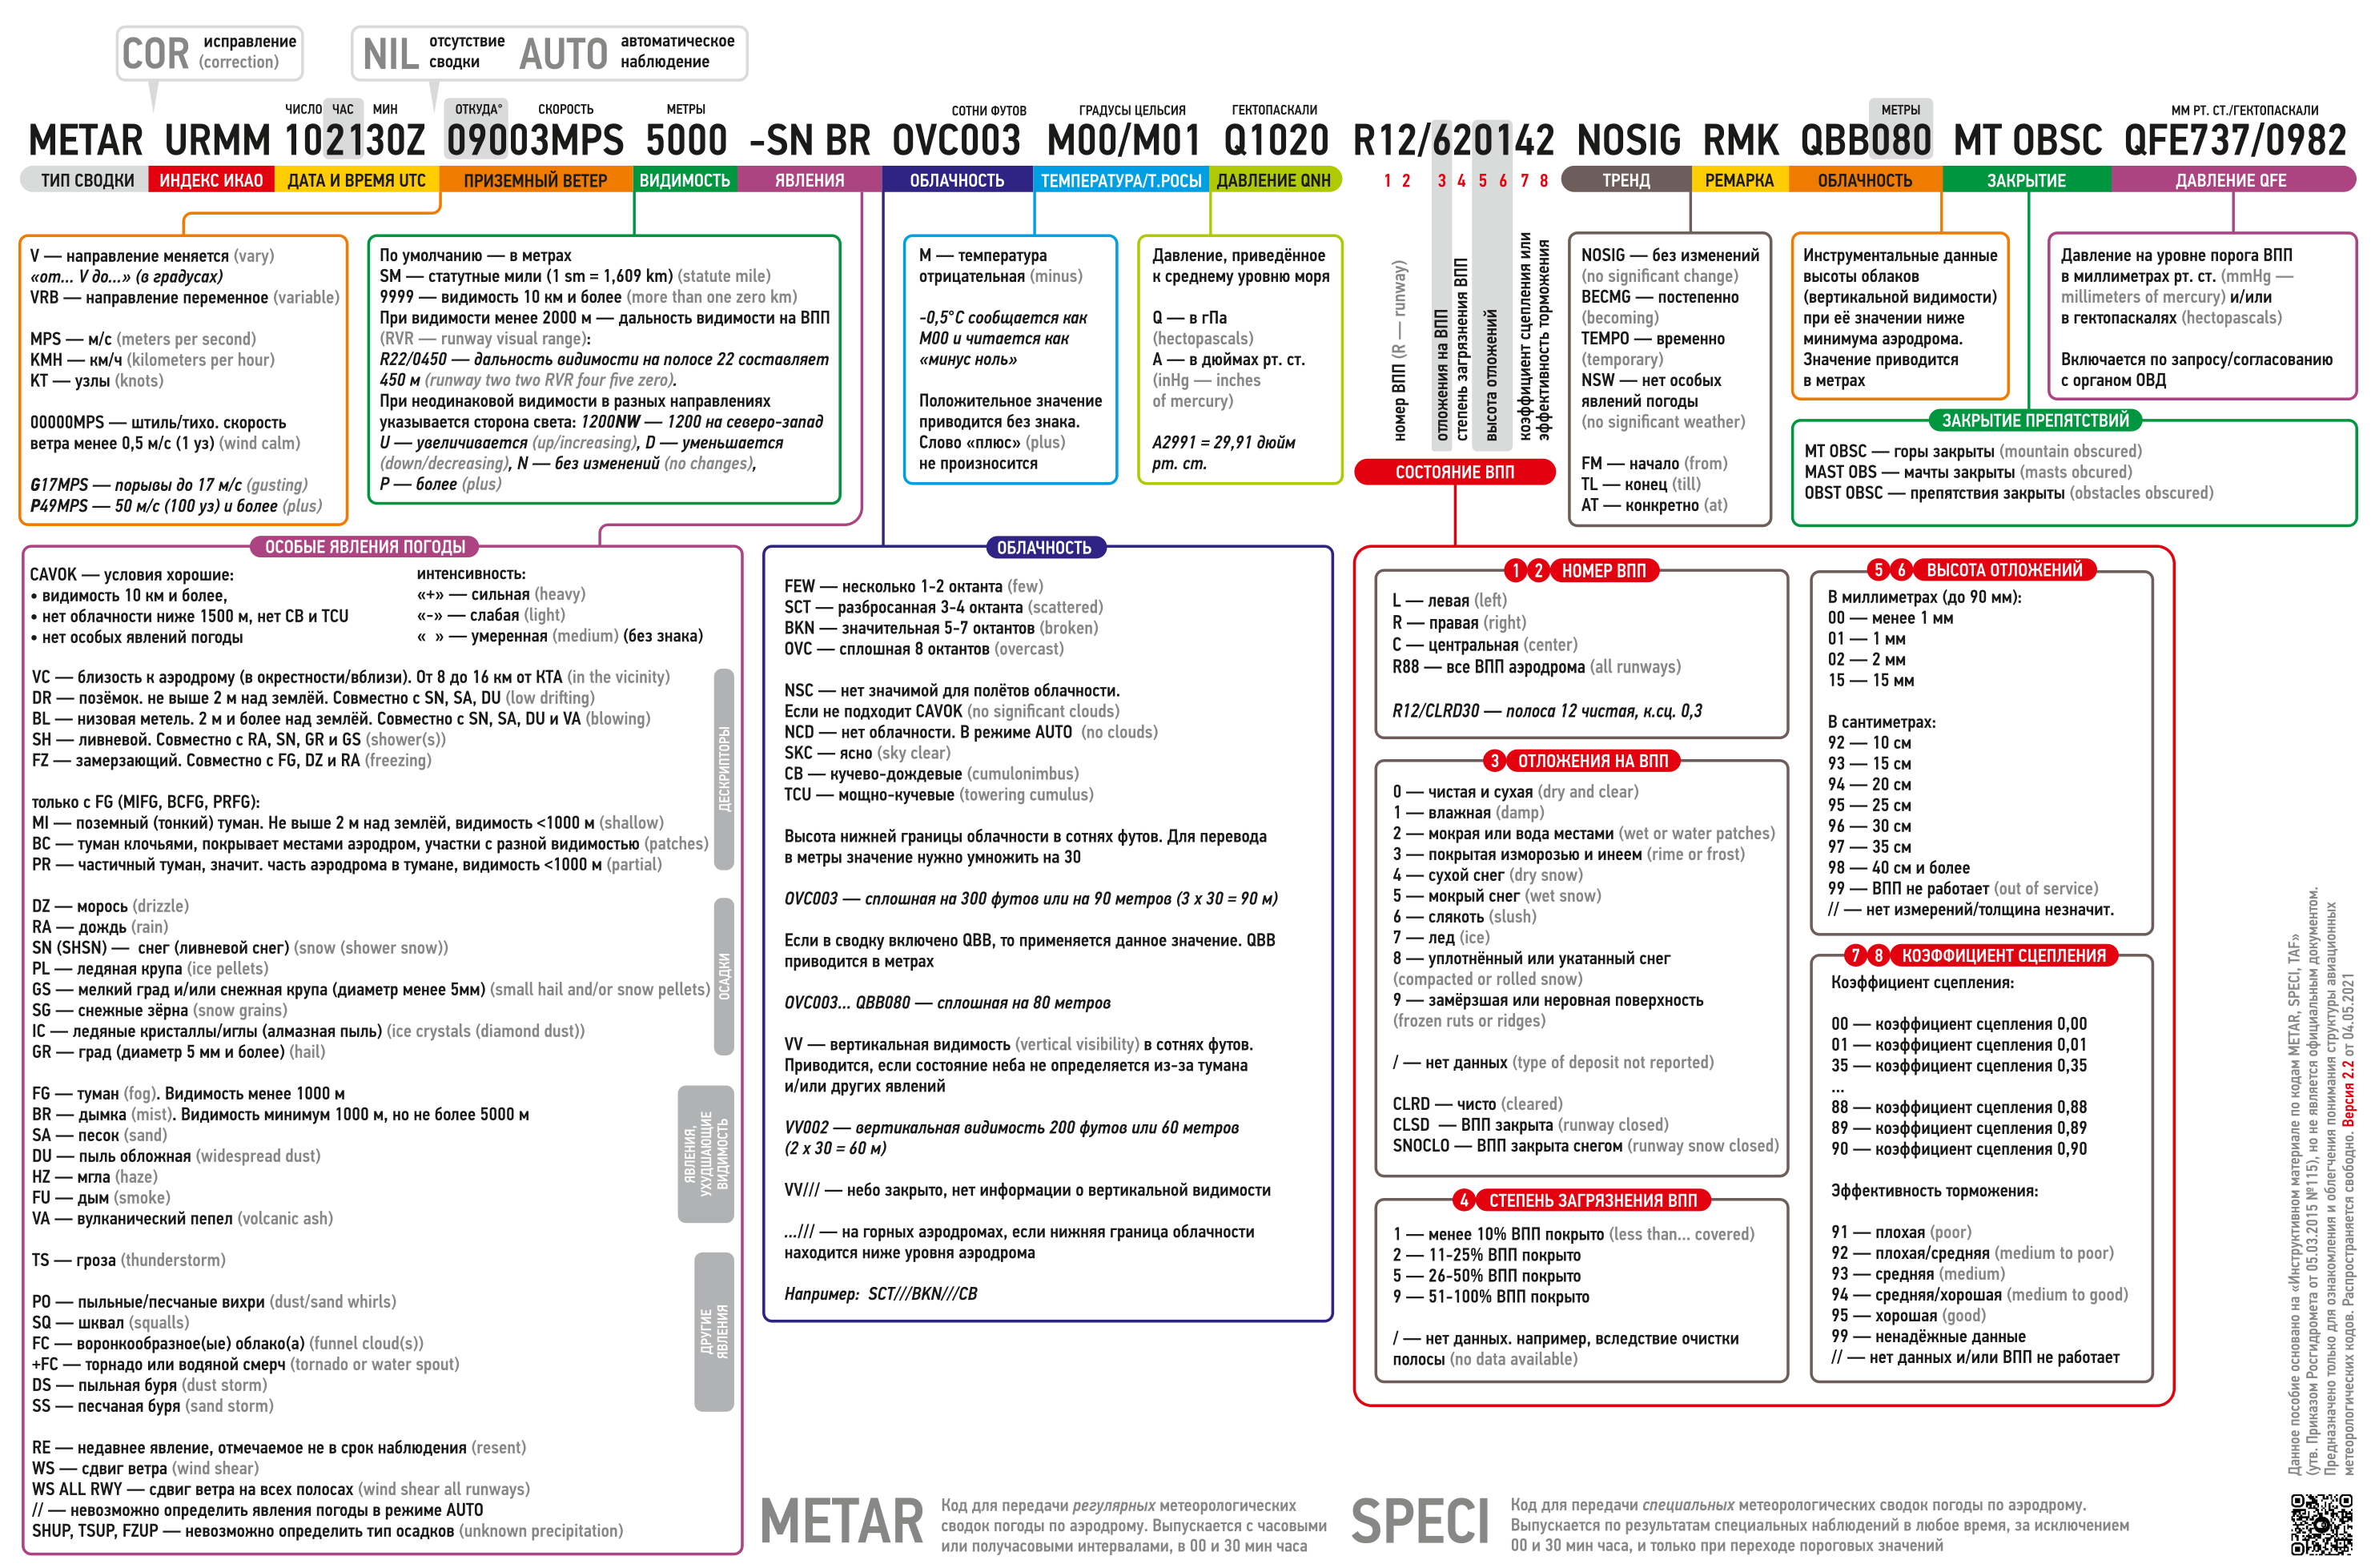 COR исправление
(correction)
NIL отсутствие
сводки
AUTO автоматическое
наблюдение
ЧИСЛО ЧАС МИН ОТКУДА° СКОРОСТЬ МЕТРЫ СОТНИ ФУТОВ ГРАДУСЫ ЦЕЛЬСИЯ ГЕКТОПАСКАЛИ МЕТРЫ ММ РТ. СТ./ГЕКТОПАСКАЛИ
METAR URMM 102130Z 09003MPS 5000 -SN BR OVC003 M00/M01 Q1020 R12/620142 NOSIG RMK QBB080 MT OBSC QFE737/0982
ТИП СВОДКИ ИНДЕКС ИКАО ДАТА И ВРЕМЯ UTC ПРИЗЕМНЫЙ ВЕТЕР ВИДИМОСТЬ ЯВЛЕНИЯ ОБЛАЧНОСТЬ ТЕМПЕРАТУРА/Т.РОСЫ ДАВЛЕНИЕ QNH 1 2 3 4 5 6 7 8 ТРЕНД РЕМАРКА ОБЛАЧНОСТЬ ЗАКРЫТИЕ ДАВЛЕНИЕ QFE
V — направление меняется (vary)
«от... V до...» (в градусах)
VRB — направление переменное (variable)
MPS — м/с (meters per second)
KMH — км/ч (kilometers per hour)
KT — узлы (knots)
00000MPS — штиль/тихо. скорость
ветра менее 0,5 м/с (1 уз) (wind calm)
G17MPS — порывы до 17 м/с (gusting)
P49MPS — 50 м/с (100 уз) и более (plus)
По умолчанию — в метрах
SM — статутные мили (1 sm = 1,609 km) (statute mile)
9999 — видимость 10 км и более (more than one zero km)
При видимости менее 2000 м — дальность видимости на ВПП
(RVR — runway visual range):
R22/0450 — дальность видимости на полосе 22 составляет
450 м (runway two two RVR four five zero).
При неодинаковой видимости в разных направлениях
указывается сторона света: 1200NW — 1200 на северо-запад
U — увеличивается (up/increasing), D — уменьшается
(down/decreasing), N — без изменений (no changes),
P — более (plus)
M — температура
отрицательная (minus)
-0,5°C сообщается как
M00 и читается как
«минус ноль»
Положительное значение
приводится без знака.
Слово «плюс» (plus)
не произносится
Давление, приведённое
к среднему уровню моря
Q — в гПа
(hectopascals)
A — в дюймах рт. ст.
(inHg — inches
of mercury)
A2991 = 29,91 дюйм
рт. ст.
номер ВПП (R — runway)
отложения на ВПП
степень загрязнения ВПП
высота отложений
коэффициент сцепления или
эффективность торможения
СОСТОЯНИЕ ВПП
NOSIG — без изменений
(no significant change)
BECMG — постепенно
(becoming)
TEMPO — временно
(temporary)
NSW — нет особых
явлений погоды
(no significant weather)
FM — начало (from)
TL — конец (till)
AT — конкретно (at)
Инструментальные данные
высоты облаков
(вертикальной видимости)
при её значении ниже
минимума аэродрома.
Значение приводится
в метрах
Давление на уровне порога ВПП
в миллиметрах рт. ст. (mmHg —
millimeters of mercury) и/или
в гектопаскалях (hectopascals)
Включается по запросу/согласованию
с органом ОВД
ЗАКРЫТИЕ ПРЕПЯТСТВИЙ
MT OBSC — горы закрыты (mountain obscured)
MAST OBS — мачты закрыты (masts obcured)
OBST OBSC — препятствия закрыты (obstacles obscured)
ОСОБЫЕ ЯВЛЕНИЯ ПОГОДЫ
CAVOK — условия хорошие:
• видимость 10 км и более,
• нет облачности ниже 1500 м, нет CB и TCU
• нет особых явлений погоды
интенсивность:
«+» — сильная (heavy)
«-» — слабая (light)
« » — умеренная (medium) (без знака)
VC — близость к аэродрому (в окрестности/вблизи). От 8 до 16 км от КТА (in the vicinity)
DR — позёмок. не выше 2 м над землёй. Совместно с SN, SA, DU (low drifting)
BL — низовая метель. 2 м и более над землёй. Совместно с SN, SA, DU и VA (blowing)
SH — ливневой. Совместно с RA, SN, GR и GS (shower(s))
FZ — замерзающий. Совместно с FG, DZ и RA (freezing)
только с FG (MIFG, BCFG, PRFG):
MI — поземный (тонкий) туман. Не выше 2 м над землёй, видимость <1000 м (shallow)
BC — туман клочьями, покрывает местами аэродром, участки с разной видимостью (patches)
PR — частичный туман, значит. часть аэродрома в тумане, видимость <1000 м (partial)
ДЕСКРИПТОРЫ
DZ — морось (drizzle)
RA — дождь (rain)
SN (SHSN) — снег (ливневой снег) (snow (shower snow))
PL — ледяная крупа (ice pellets)
GS — мелкий град и/или снежная крупа (диаметр менее 5мм) (small hail and/or snow pellets)
SG — снежные зёрна (snow grains)
IC — ледяные кристаллы/иглы (алмазная пыль) (ice crystals (diamond dust))
GR — град (диаметр 5 мм и более) (hail)
ОСАДКИ
FG — туман (fog). Видимость менее 1000 м
BR — дымка (mist). Видимость минимум 1000 м, но не более 5000 м
SA — песок (sand)
DU — пыль обложная (widespread dust)
HZ — мгла (haze)
FU — дым (smoke)
VA — вулканический пепел (volcanic ash)
ЯВЛЕНИЯ,
УХУДШАЮЩИЕ
ВИДИМОСТЬ
TS — гроза (thunderstorm)
PO — пыльные/песчаные вихри (dust/sand whirls)
SQ — шквал (squalls)
FC — воронкообразное(ые) облако(а) (funnel cloud(s))
+FC — торнадо или водяной смерч (tornado or water spout)
DS — пыльная буря (dust storm)
SS — песчаная буря (sand storm)
ДРУГИЕ
ЯВЛЕНИЯ
RE — недавнее явление, отмечаемое не в срок наблюдения (resent)
WS — сдвиг ветра (wind shear)
WS ALL RWY — сдвиг ветра на всех полосах (wind shear all runways)
// — невозможно определить явления погоды в режиме AUTO
SHUP, TSUP, FZUP — невозможно определить тип осадков (unknown precipitation)
ОБЛАЧНОСТЬ
FEW — несколько 1-2 октанта (few)
SCT — разбросанная 3-4 октанта (scattered)
BKN — значительная 5-7 октантов (broken)
OVC — сплошная 8 октантов (overcast)
NSC — нет значимой для полётов облачности.
Если не подходит CAVOK (no significant clouds)
NCD — нет облачности. В режиме AUTO (no clouds)
SKC — ясно (sky clear)
CB — кучево-дождевые (cumulonimbus)
TCU — мощно-кучевые (towering cumulus)
Высота нижней границы облачности в сотнях футов. Для перевода
в метры значение нужно умножить на 30
OVC003 — сплошная на 300 футов или на 90 метров (3 x 30 = 90 м)
Если в сводку включено QBB, то применяется данное значение. QBB
приводится в метрах
OVC003... QBB080 — сплошная на 80 метров
VV — вертикальная видимость (vertical visibility) в сотнях футов.
Приводится, если состояние неба не определяется из-за тумана
и/или других явлений
VV002 — вертикальная видимость 200 футов или 60 метров
(2 x 30 = 60 м)
VV/// — небо закрыто, нет информации о вертикальной видимости
.../// — на горных аэродромах, если нижняя граница облачности
находится ниже уровня аэродрома
Например: SCT///BKN///CB
1 2 НОМЕР ВПП
L — левая (left)
R — правая (right)
C — центральная (center)
R88 — все ВПП аэродрома (all runways)
R12/CLRD30 — полоса 12 чистая, к.сц. 0,3
3 ОТЛОЖЕНИЯ НА ВПП
0 — чистая и сухая (dry and clear)
1 — влажная (damp)
2 — мокрая или вода местами (wet or water patches)
3 — покрытая изморозью и инеем (rime or frost)
4 — сухой снег (dry snow)
5 — мокрый снег (wet snow)
6 — слякоть (slush)
7 — лед (ice)
8 — уплотнённый или укатанный снег
(compacted or rolled snow)
9 — замёрзшая или неровная поверхность
(frozen ruts or ridges)
/ — нет данных (type of deposit not reported)
CLRD — чисто (cleared)
CLSD — ВПП закрыта (runway closed)
SNOCLO — ВПП закрыта снегом (runway snow closed)
4 СТЕПЕНЬ ЗАГРЯЗНЕНИЯ ВПП
1 — менее 10% ВПП покрыто (less than... covered)
2 — 11-25% ВПП покрыто
5 — 26-50% ВПП покрыто
9 — 51-100% ВПП покрыто
/ — нет данных. например, вследствие очистки
полосы (no data available)
5 6 ВЫСОТА ОТЛОЖЕНИЙ
В миллиметрах (до 90 мм):
00 — менее 1 мм
01 — 1 мм
02 — 2 мм
15 — 15 мм
В сантиметрах:
92 — 10 см
93 — 15 см
94 — 20 см
95 — 25 см
96 — 30 см
97 — 35 см
98 — 40 см и более
99 — ВПП не работает (out of service)
// — нет измерений/толщина незначит.
7 8 КОЭФФИЦИЕНТ СЦЕПЛЕНИЯ
Коэффициент сцепления:
00 — коэффициент сцепления 0,00
01 — коэффициент сцепления 0,01
35 — коэффициент сцепления 0,35
...
88 — коэффициент сцепления 0,88
89 — коэффициент сцепления 0,89
90 — коэффициент сцепления 0,90
Эффективность торможения:
91 — плохая (poor)
92 — плохая/средняя (medium to poor)
93 — средняя (medium)
94 — средняя/хорошая (medium to good)
95 — хорошая (good)
99 — ненадёжные данные
// — нет данных и/или ВПП не работает
METAR Код для передачи регулярных метеорологических
сводок погоды по аэродрому. Выпускается с часовыми
или получасовыми интервалами, в 00 и 30 мин часа
SPECI Код для передачи специальных метеорологических сводок погоды по аэродрому.
Выпускается по результатам специальных наблюдений в любое время, за исключением
00 и 30 мин часа, и только при переходе пороговых значений
Данное пособие основано на «Инструктивном материале по кодам METAR, SPECI, TAF»
(утв. Приказом Росгидромета от 05.03.2015 №115), но не является официальным документом.
Предназначено только для ознакомления и облегчения понимания структуры авиационных
метеорологических кодов. Распространяется свободно. Версия 2.2 от 04.05.2021